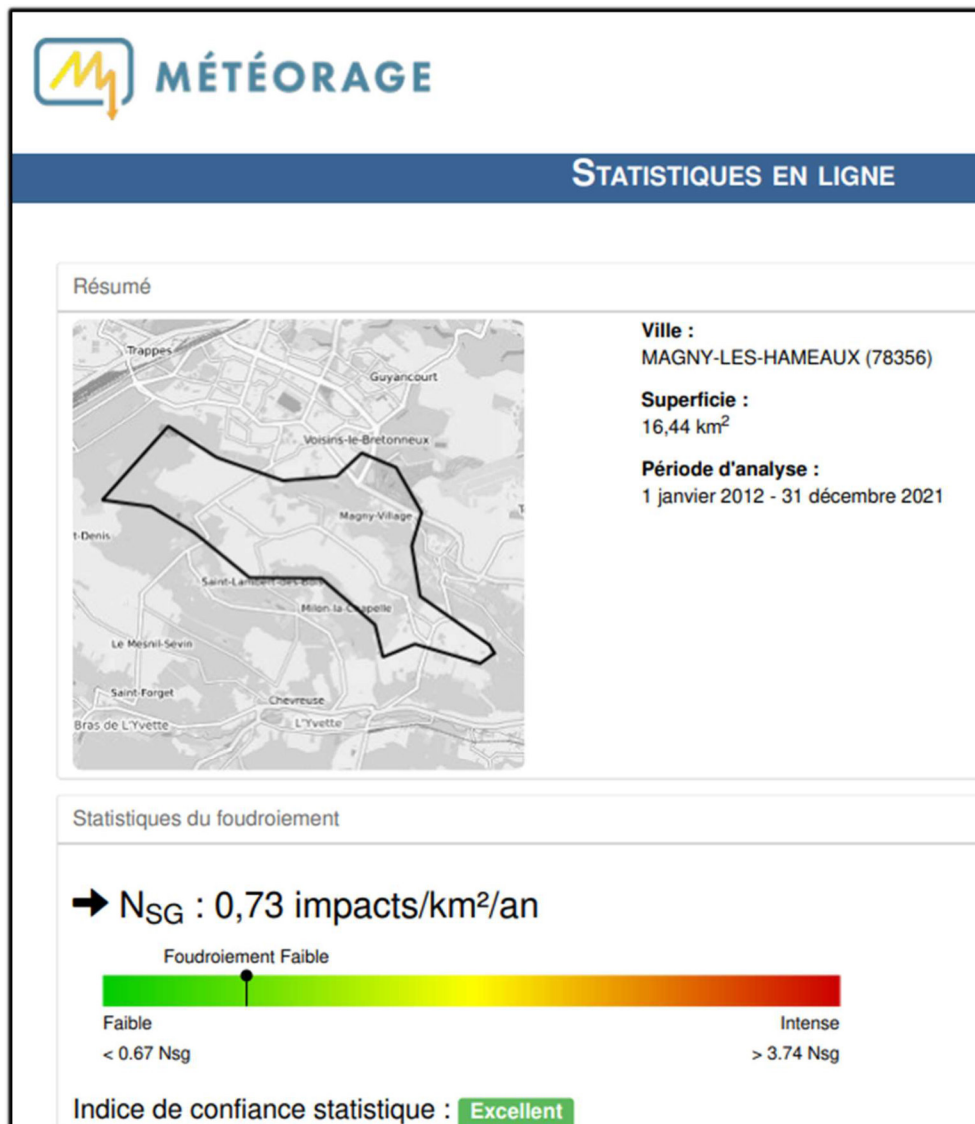 MÉTÉORAGE
STATISTIQUES EN LIGNE
Résumé
Trappes
Guyancourt
Voisins-le-Bretonneux
Magny-Village
t-Denis
Saint-Lambert-des-Bois
Milon-la-Chapelle
Le Mesnil-Sevin
Saint-Forget
Chevreuse
Bras de L'Yvette
L'Yvette
Ville :
MAGNY-LES-HAMEAUX (78356)
Superficie :
16,44 km²
Période d'analyse :
1 janvier 2012 - 31 décembre 2021
Statistiques du foudroiement
➔ NSG : 0,73 impacts/km²/an
Foudroiement Faible
Faible
Intense
< 0.67 Nsg
> 3.74 Nsg
Indice de confiance statistique : Excellent